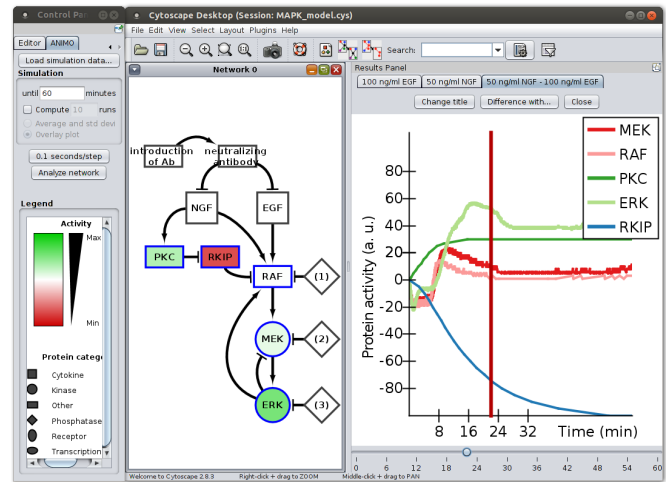 Control Pa
Cytoscape Desktop (Session: MAPK_model.cys)
File Edit View Select Layout Plugins Help
Search:
Editor
ANIMO
Load simulation data...
Simulation
until 60 minutes
Compute 10 runs
Average and std devi
Overlay plot
0.1 seconds/step
Analyze network
Legend
Activity
Max
Min
Protein categ
Cytokine
Kinase
Other
Phosphatase
Receptor
Transcription
Network 0
introduction
of Ab
neutralizing
antibody
NGF
EGF
PKC
RKIP
RAF
(1)
MEK
(2)
ERK
(3)
Results Panel
100 ng/ml EGF
50 ng/ml NGF
50 ng/ml NGF - 100 ng/ml EGF
Change title
Difference with...
Close
MEK
RAF
PKC
ERK
RKIP
Protein activity (a. u.)
80
60
40
20
0
-20
-40
-60
-80
8 16 24 32 Time (min)
0 6 12 18 24 30 36 42 48 54 60
Welcome to Cytoscape 2.8.3
Right-click + drag to ZOOM
Middle-click + drag to PAN